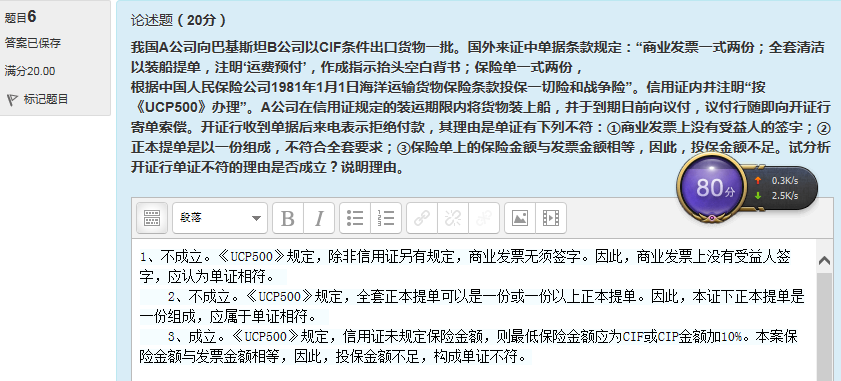 题目6
答案已保存
满分20.00
标记题目
论述题（20分）
我国A公司向巴基斯坦B公司以CIF条件出口货物一批。国外来证中单据条款规定：“商业发票一式两份；全套清洁
以装船提单，注明‘运费预付’，作成指示抬头空白背书；保险单一式两份，
根据中国人民保险公司1981年1月1日海洋运输货物保险条款投保一切险和战争险”。信用证内并注明“按
《UCP500》办理”。A公司在信用证规定的装运期限内将货物装上船，并于到期日前向议付，议付行随即向开证行
寄单索偿。开证行收到单据后来电表示拒绝付款，其理由是单证有下列不符：①商业发票上没有受益人的签字；②
正本提单是以一份组成，不符合全套要求；③保险单上的保险金额与发票金额相等，因此，投保金额不足。试分析
开证行单证不符的理由是否成立？说明理由。
80分
0.3K/s
2.5K/s
段落
B I
1、不成立。《UCP500》规定，除非信用证另有规定，商业发票无须签字。因此，商业发票上没有受益人签
字，应认为单证相符。
2、不成立。《UCP500》规定，全套正本提单可以是一份或一份以上正本提单。因此，本证下正本提单是
一份组成，应属于单证相符。
3、成立。《UCP500》规定，信用证未规定保险金额，则最低保险金额应为CIF或CIP金额加10%。本案保
险金额与发票金额相等，因此，投保金额不足，构成单证不符。